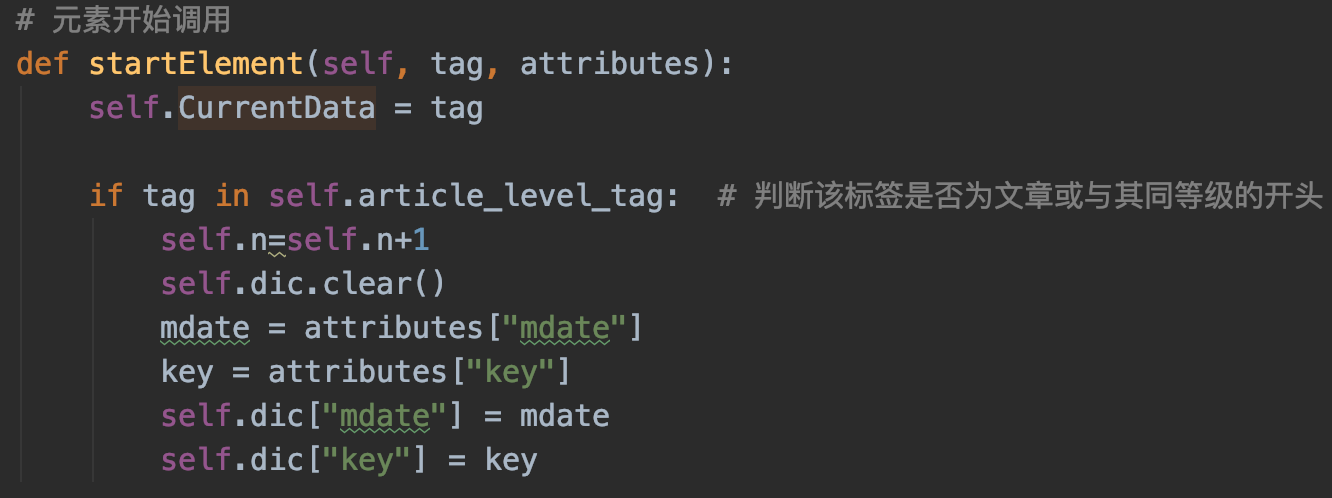 # 元素开始调用
def startElement(self, tag, attributes):
    self.CurrentData = tag

    if tag in self.article_level_tag:  # 判断该标签是否为文章或与其同等级的开头
        self.n=self.n+1
        self.dic.clear()
        mdate = attributes["mdate"]
        key = attributes["key"]
        self.dic["mdate"] = mdate
        self.dic["key"] = key